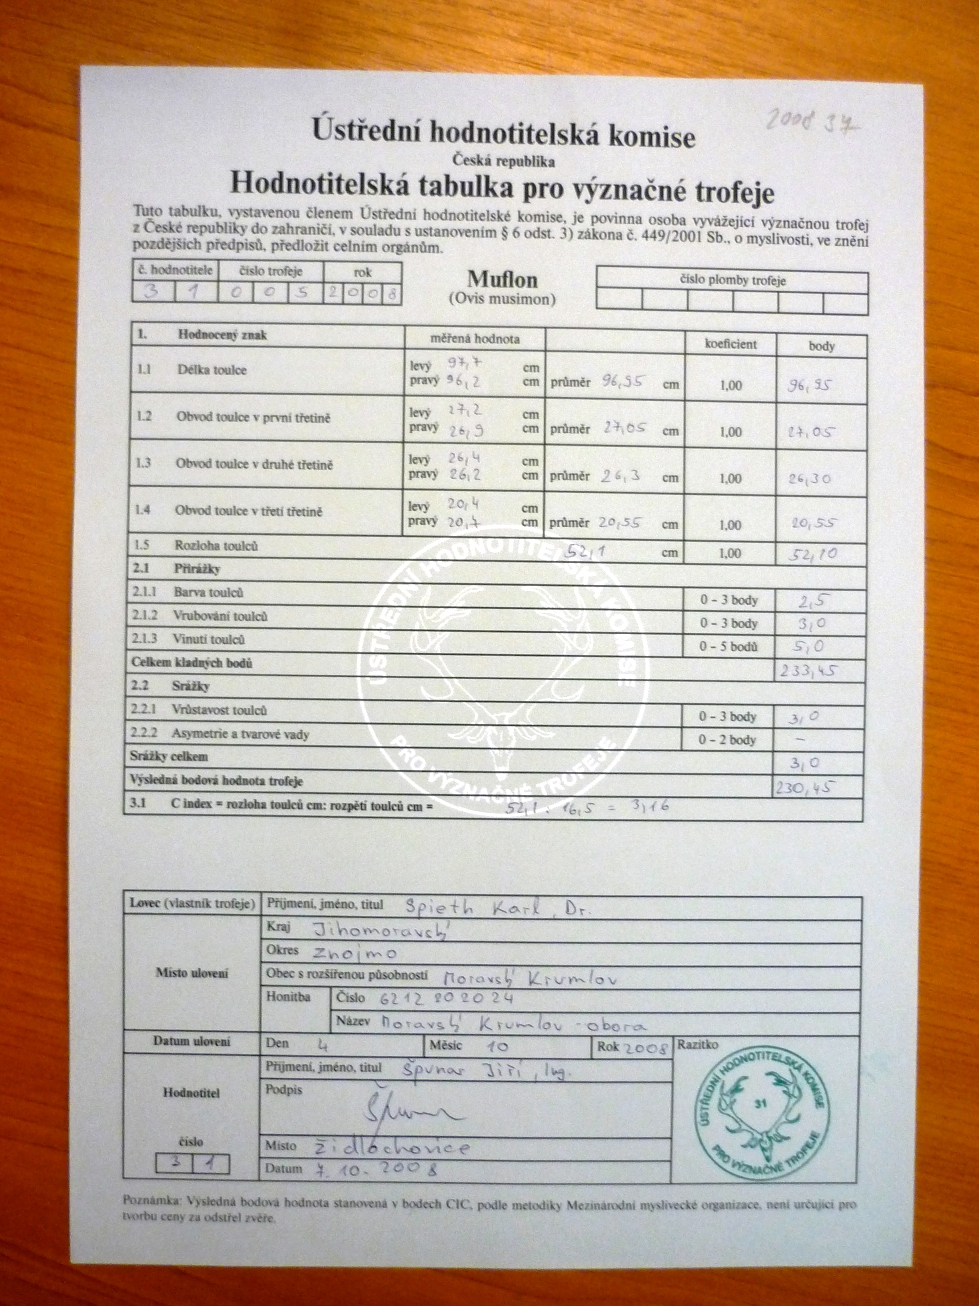 2008 37
Ústřední hodnotitelská komise
Česká republika
Hodnotitelská tabulka pro význačné trofeje
Tuto tabulku, vystavenou členem Ústřední hodnotitelské komise, je povinna osoba vyvážející význačnou trofej
z České republiky do zahraničí, v souladu s ustanovením § 6 odst. 3) zákona č. 449/2001 Sb., o myslivosti, ve znění
pozdějších předpisů, předložit celním orgánům.
č. hodnotitele číslo trofeje rok
3 1 0 0 5 2 0 0 8
Muflon
(Ovis musimon)
číslo plomby trofeje
1. Hodnocený znak měřená hodnota koeficient body
1.1 Délka toulce levý 97,7 cm
pravý 96,2 cm průměr 96,95 cm 1,00 96,95
1.2 Obvod toulce v první třetině levý 27,2 cm
pravý 26,9 cm průměr 27,05 cm 1,00 27,05
1.3 Obvod toulce v druhé třetině levý 26,4 cm
pravý 26,2 cm průměr 26,3 cm 1,00 26,30
1.4 Obvod toulce v třetí třetině levý 20,4 cm
pravý 20,7 cm průměr 20,55 cm 1,00 20,55
1.5 Rozloha toulců 52,1 cm 1,00 52,10
2.1 Přirážky
2.1.1 Barva toulců 0 – 3 body 2,5
2.1.2 Vrubování toulců 0 – 3 body 3,0
2.1.3 Vinutí toulců 0 – 5 bodů 5,0
Celkem kladných bodů 233,45
2.2 Srážky
2.2.1 Vrůstavost toulců 0 – 3 body 3,0
2.2.2 Asymetrie a tvarové vady 0 – 2 body –
Srážky celkem 3,0
Výsledná bodová hodnota trofeje 230,45
3.1 C index = rozloha toulců cm: rozpětí toulců cm = 52,1 : 16,5 = 3,16
ÚSTŘEDNÍ HODNOTITELSKÁ KOMISE
PRO VÝZNAČNÉ TROFEJE
Lovec (vlastník trofeje) Příjmení, jméno, titul Spieth Karl, Dr.
Místo ulovení
Kraj Jihomoravský
Okres Znojmo
Obec s rozšířenou působností Moravský Krumlov
Honitba Číslo 6212 202024
Název Moravský Krumlov - obora
Datum ulovení Den 4 Měsíc 10 Rok 2008 Razítko
Hodnotitel
Příjmení, jméno, titul Špunar Jiří, Ing.
Podpis
číslo
3 1
Místo Židlochovice
Datum 7.10.2008
ÚSTŘEDNÍ HODNOTITELSKÁ KOMISE
31
PRO VÝZNAČNÉ TROFEJE
Poznámka: Výsledná bodová hodnota stanovená v bodech CIC, podle metodiky Mezinárodní myslivecké organizace, není určující pro
tvorbu ceny za odstřel zvěře.